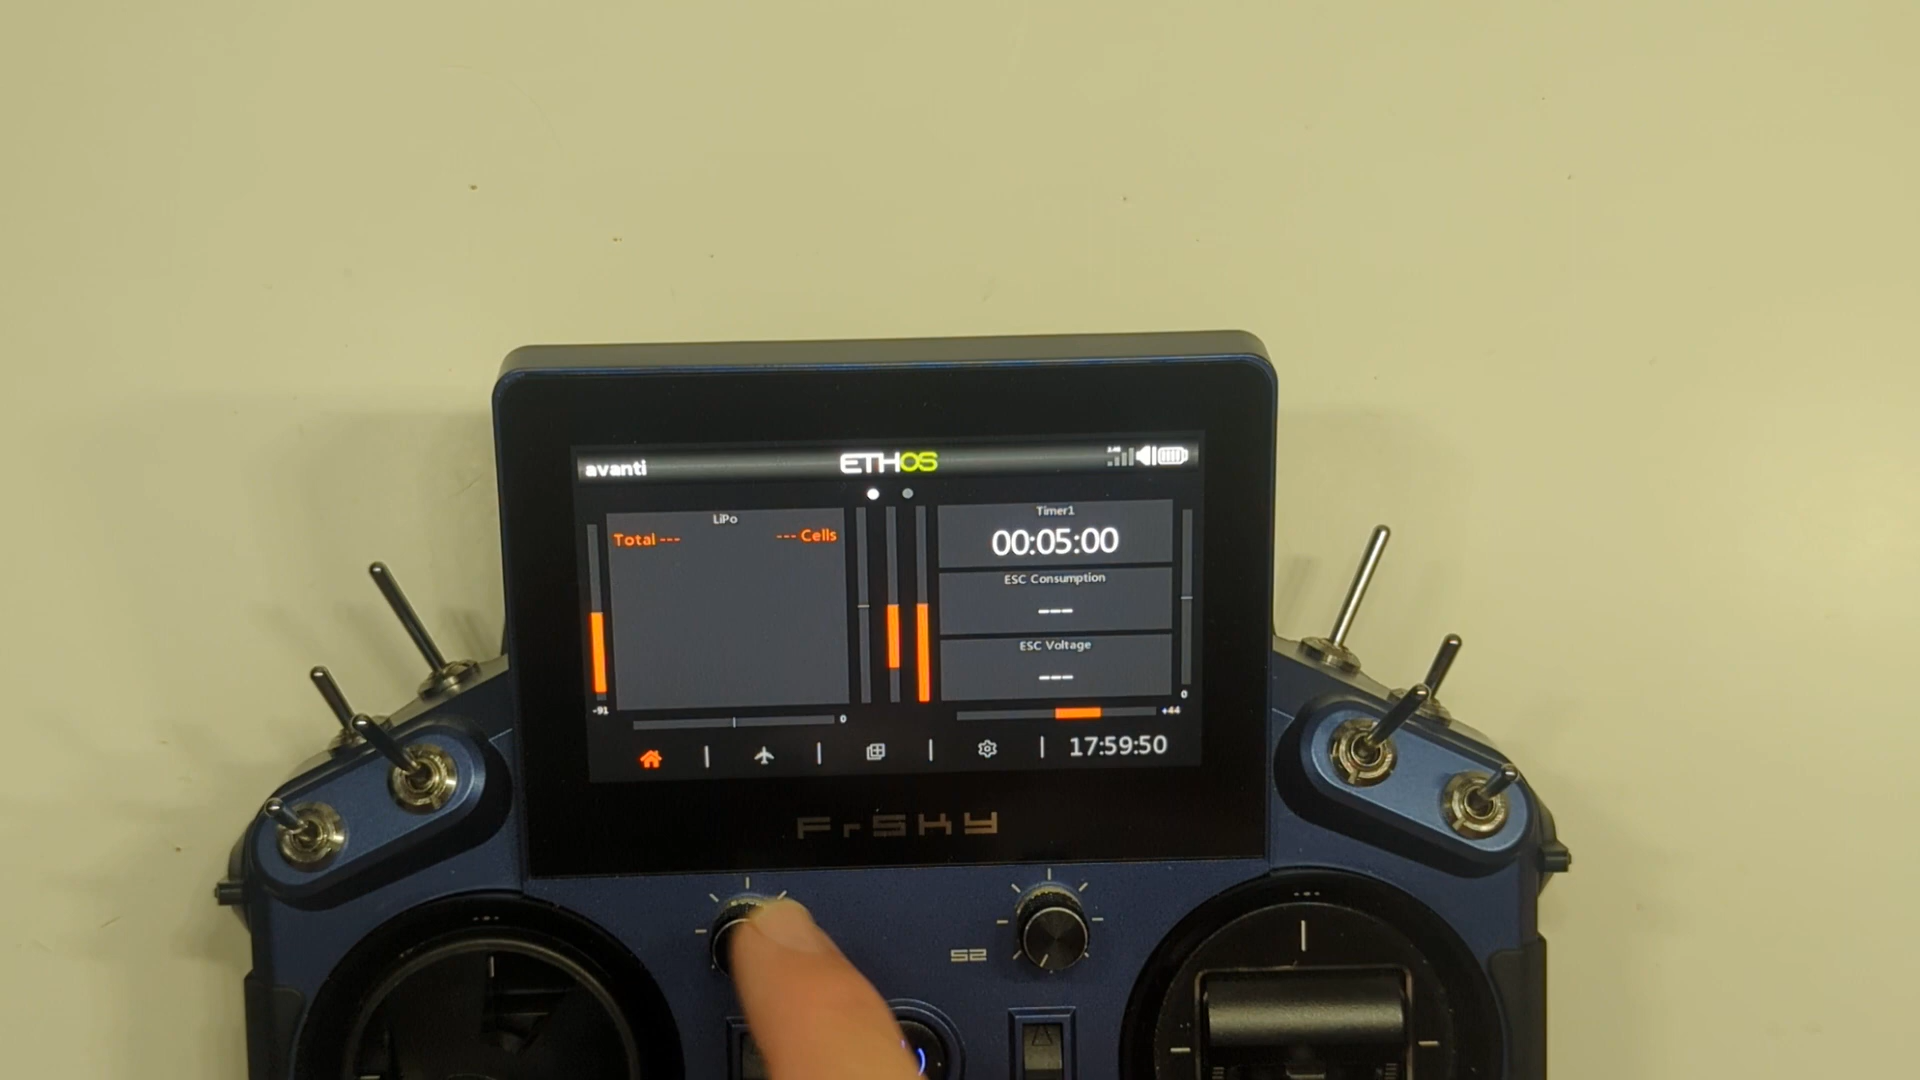 avanti
ETHOS
LiPo
Total ---
--- Cells
Timer1
00:05:00
ESC Consumption
---
ESC Voltage
---
-91
0
0
+44
17:59:50
FrSKY
S2